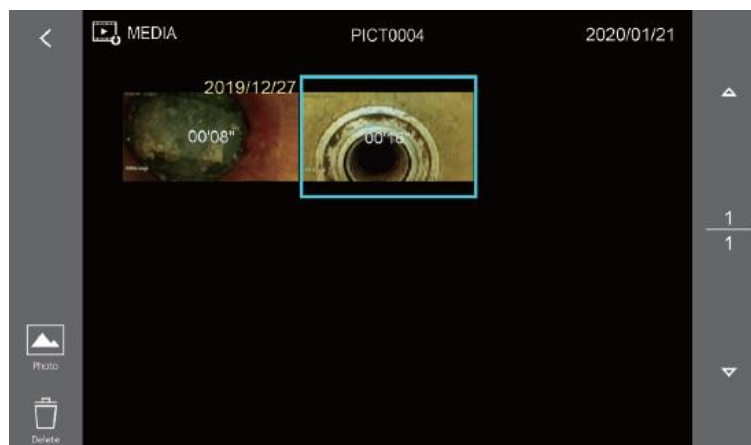 MEDIA
PICT0004
2020/01/21
2019/12/27
00'08"
00'16"
1
1
Photo
Delete